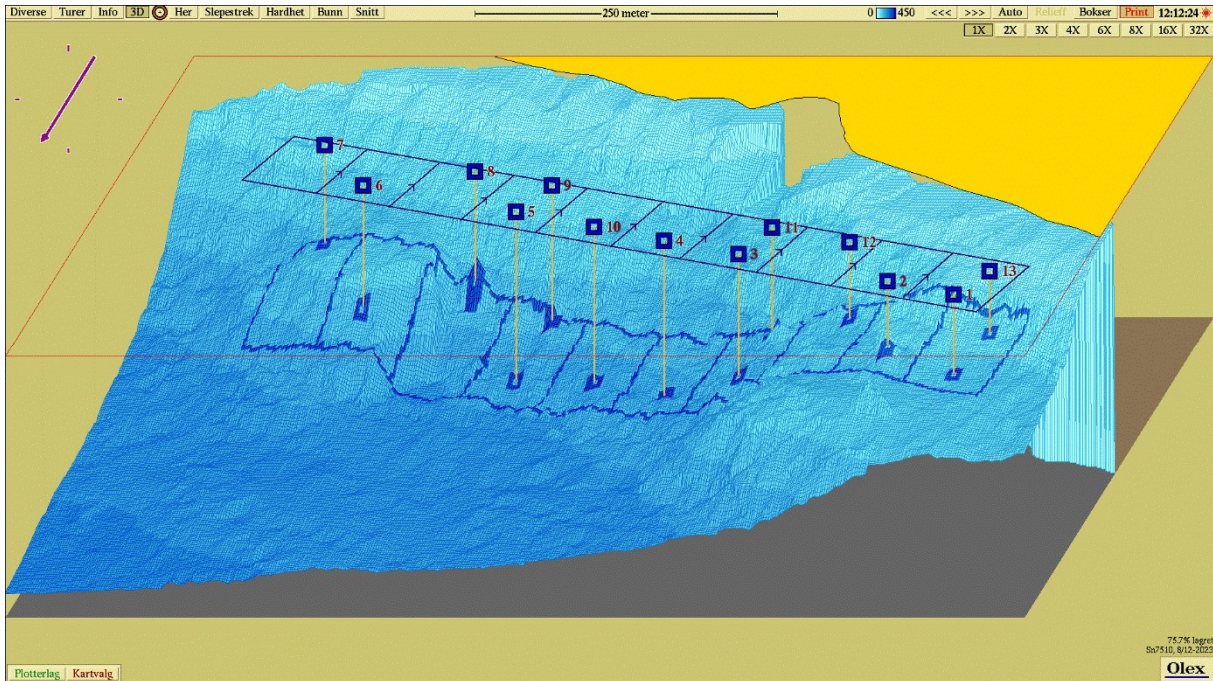 Diverse Turer Info 3D Her Slepestrek Hardhet Bunn Snitt 250 meter 0 450 <<< >>> Auto Relieff Bokser Print 12:12:24
1X 2X 3X 4X 6X 8X 16X 32X
7
8
6
9
5
10
11
4
12
3
13
2
1
75.7% lagret
Sn7510, 8/12-2023
Plotterlag Kartvalg
Olex